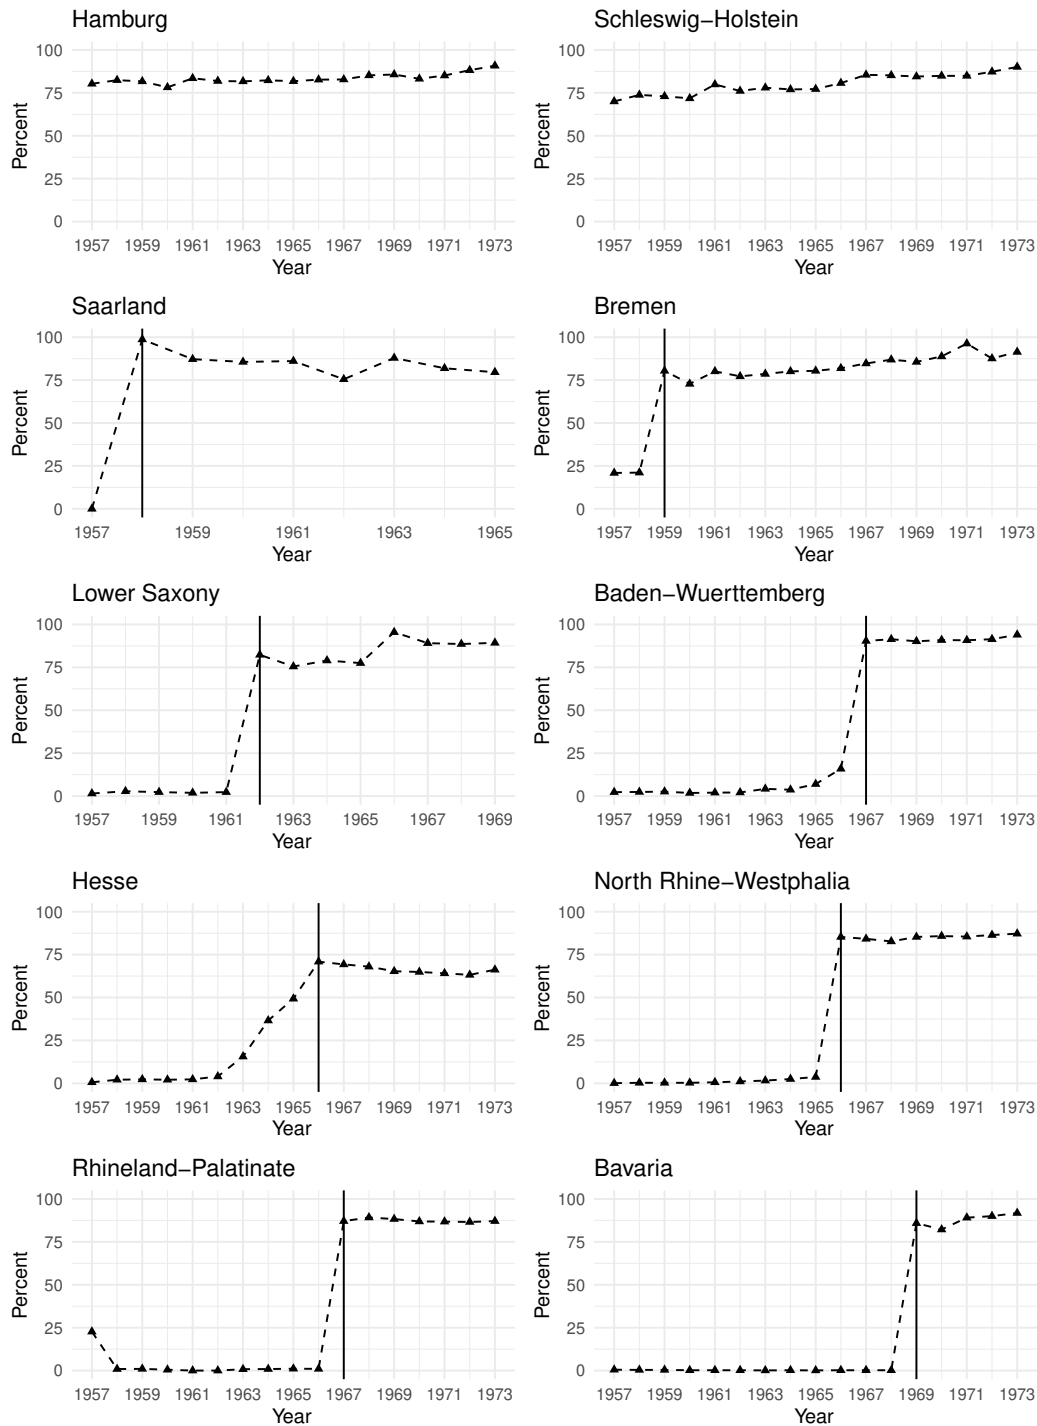 Hamburg
Percent
100
75
50
25
0
1957 1959 1961 1963 1965 1967 1969 1971 1973
Year
Schleswig−Holstein
Percent
100
75
50
25
0
1957 1959 1961 1963 1965 1967 1969 1971 1973
Year
Saarland
Percent
100
75
50
25
0
1957 1959 1961 1963 1965
Year
Bremen
Percent
100
75
50
25
0
1957 1959 1961 1963 1965 1967 1969 1971 1973
Year
Lower Saxony
Percent
100
75
50
25
0
1957 1959 1961 1963 1965 1967 1969
Year
Baden−Wuerttemberg
Percent
100
75
50
25
0
1957 1959 1961 1963 1965 1967 1969 1971 1973
Year
Hesse
Percent
100
75
50
25
0
1957 1959 1961 1963 1965 1967 1969 1971 1973
Year
North Rhine−Westphalia
Percent
100
75
50
25
0
1957 1959 1961 1963 1965 1967 1969 1971 1973
Year
Rhineland−Palatinate
Percent
100
75
50
25
0
1957 1959 1961 1963 1965 1967 1969 1971 1973
Year
Bavaria
Percent
100
75
50
25
0
1957 1959 1961 1963 1965 1967 1969 1971 1973
Year